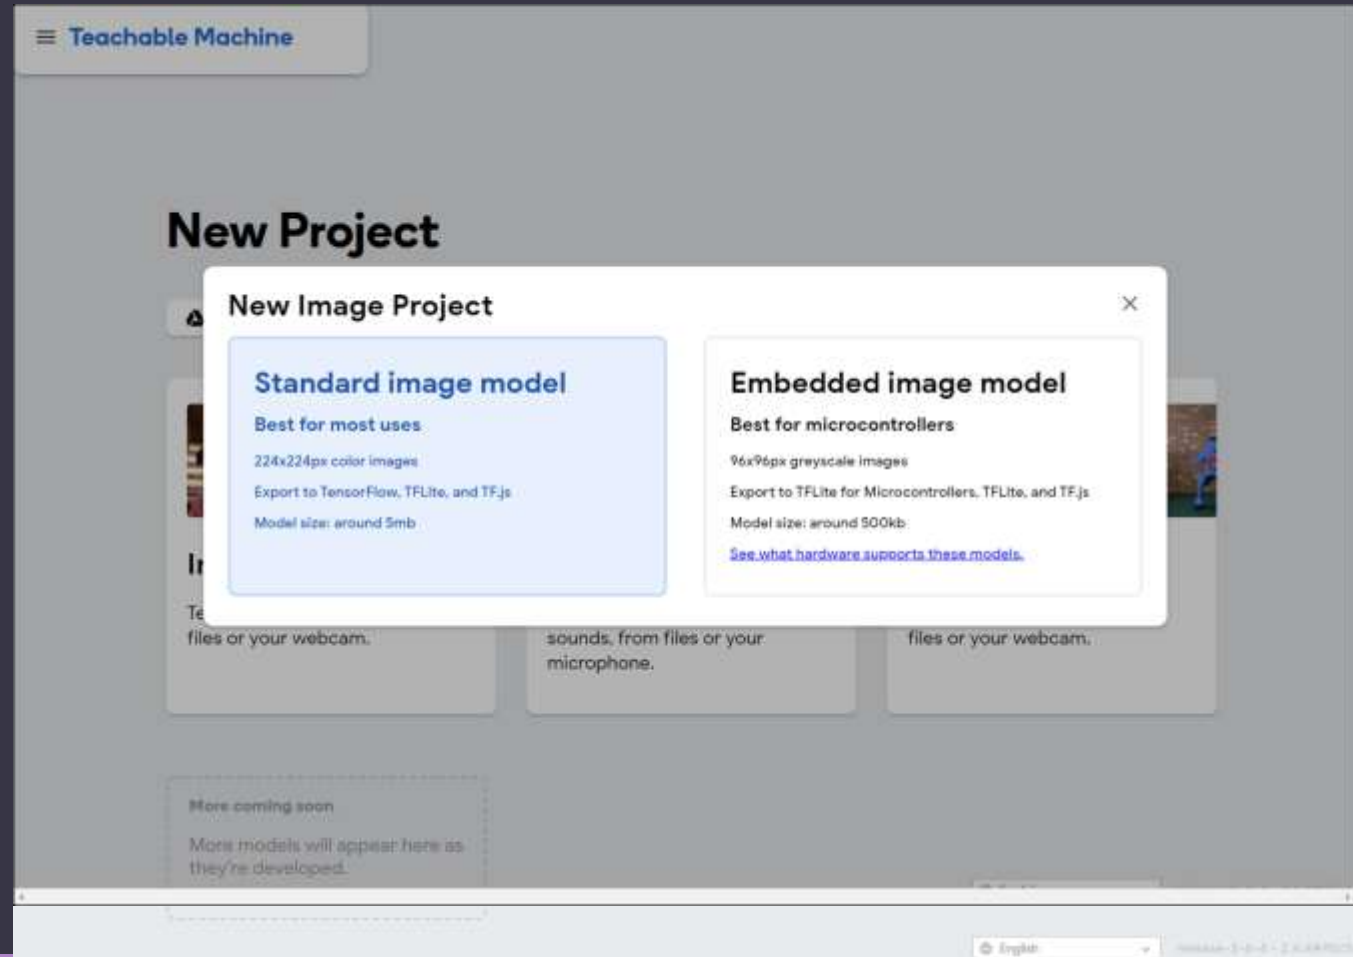 Teachable Machine
New Project
New Image Project
Standard image model
Best for most uses
224x224px color images
Export to TensorFlow, TFLite, and TF.js
Model size: around 5mb
Embedded image model
Best for microcontrollers
96x96px greyscale images
Export to TFLite for Microcontrollers, TFLite, and TF.js
Model size: around 500kb
See what hardware supports these models.
files or your webcam.
sounds, from files or your
microphone.
files or your webcam.
More coming soon
More models will appear here as
they're developed.
English